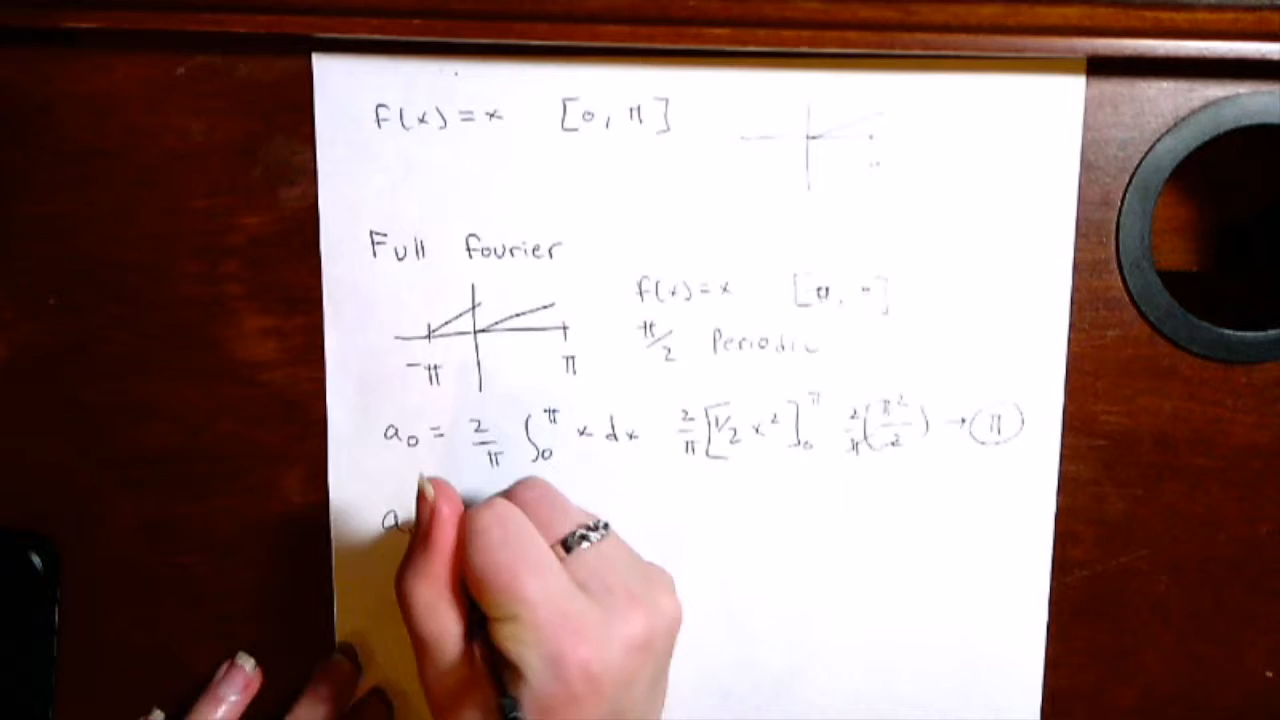 f(x) = x [0, π]
Full fourier
f(x) = x
π/2 Periodic
-π π
a₀ = 2/π ∫₀^π x dx 2/π [1/2 x²]₀^π 2/π (π²/2) → π
a